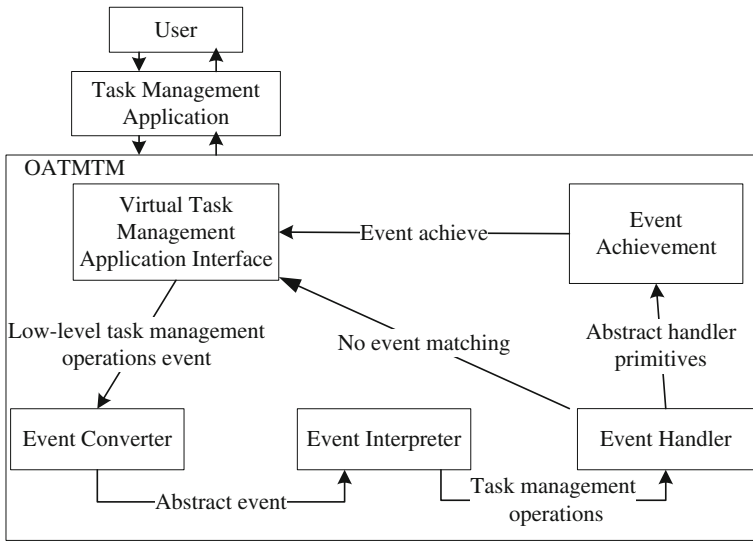 User
Task Management
Application
OATMTM
Virtual Task
Management
Application Interface
Event achieve
Event
Achievement
Low-level task management
operations event
No event matching
Abstract handler
primitives
Event Converter
Event Interpreter
Event Handler
Abstract event
Task management
operations